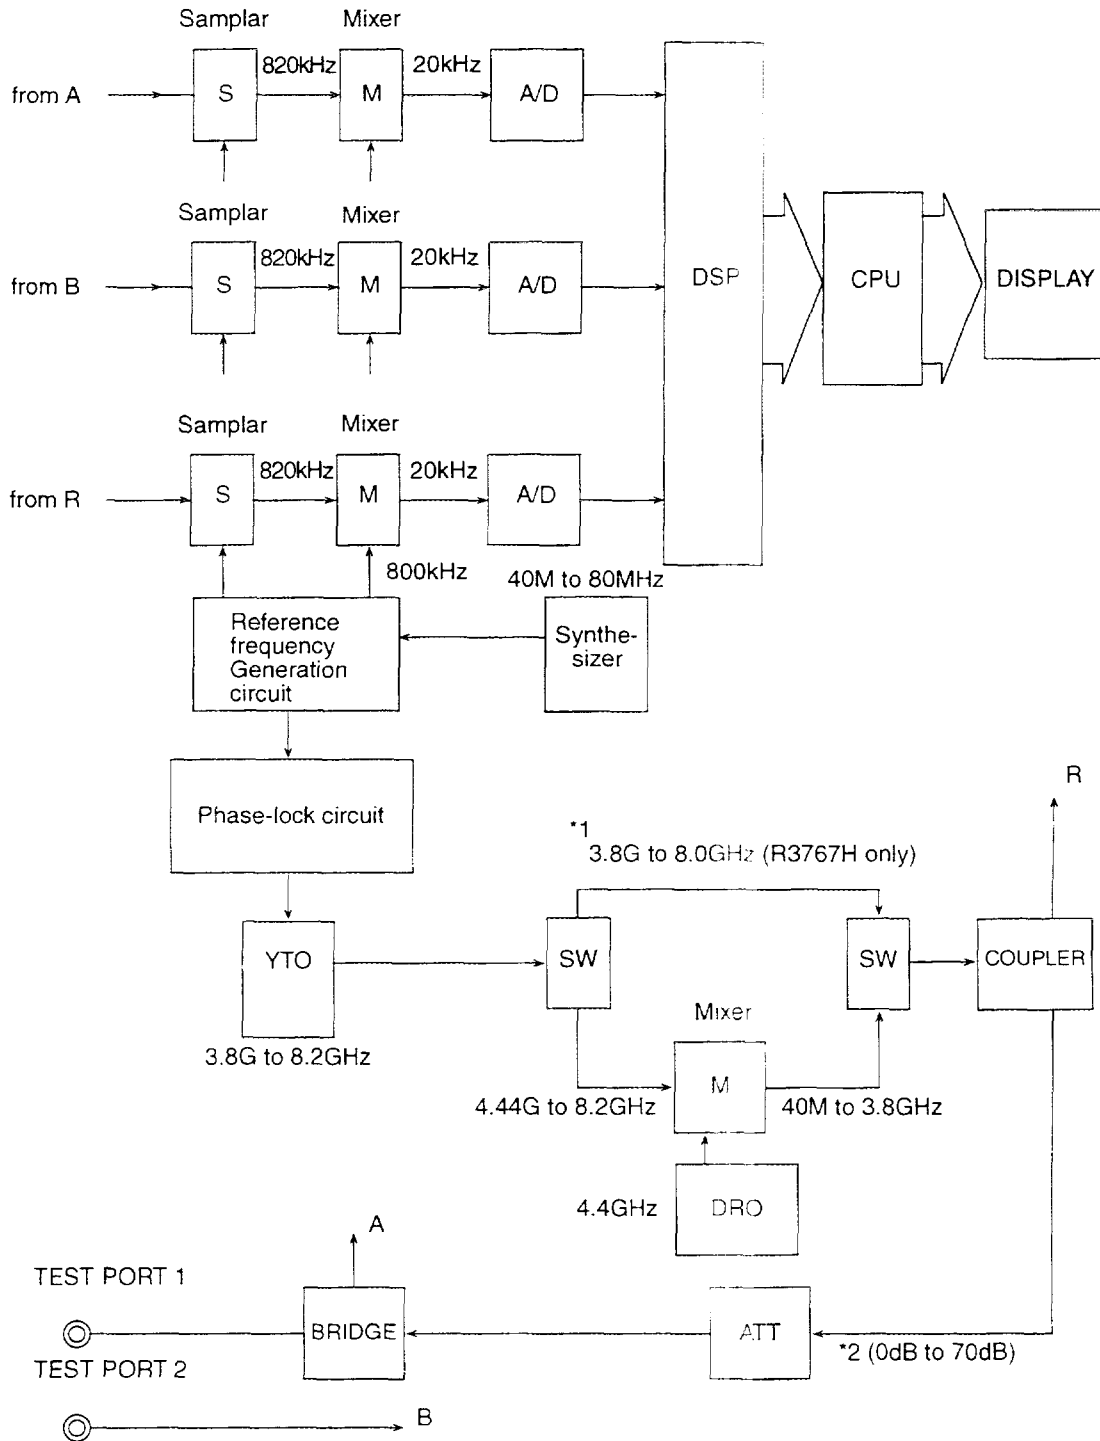 Samplar Mixer
820kHz 20kHz
from A S M A/D
Samplar Mixer
820kHz 20kHz
from B S M A/D DSP CPU DISPLAY
Samplar Mixer
820kHz 20kHz
from R S M A/D
800kHz 40M to 80MHz
Reference
frequency
Generation
circuit
Synthe-
sizer
Phase-lock circuit
R
*1
3.8G to 8.0GHz (R3767H only)
YTO SW SW COUPLER
3.8G to 8.2GHz
Mixer
M
4.44G to 8.2GHz 40M to 3.8GHz
4.4GHz DRO
A
TEST PORT 1
BRIDGE ATT
*2 (0dB to 70dB)
TEST PORT 2
B